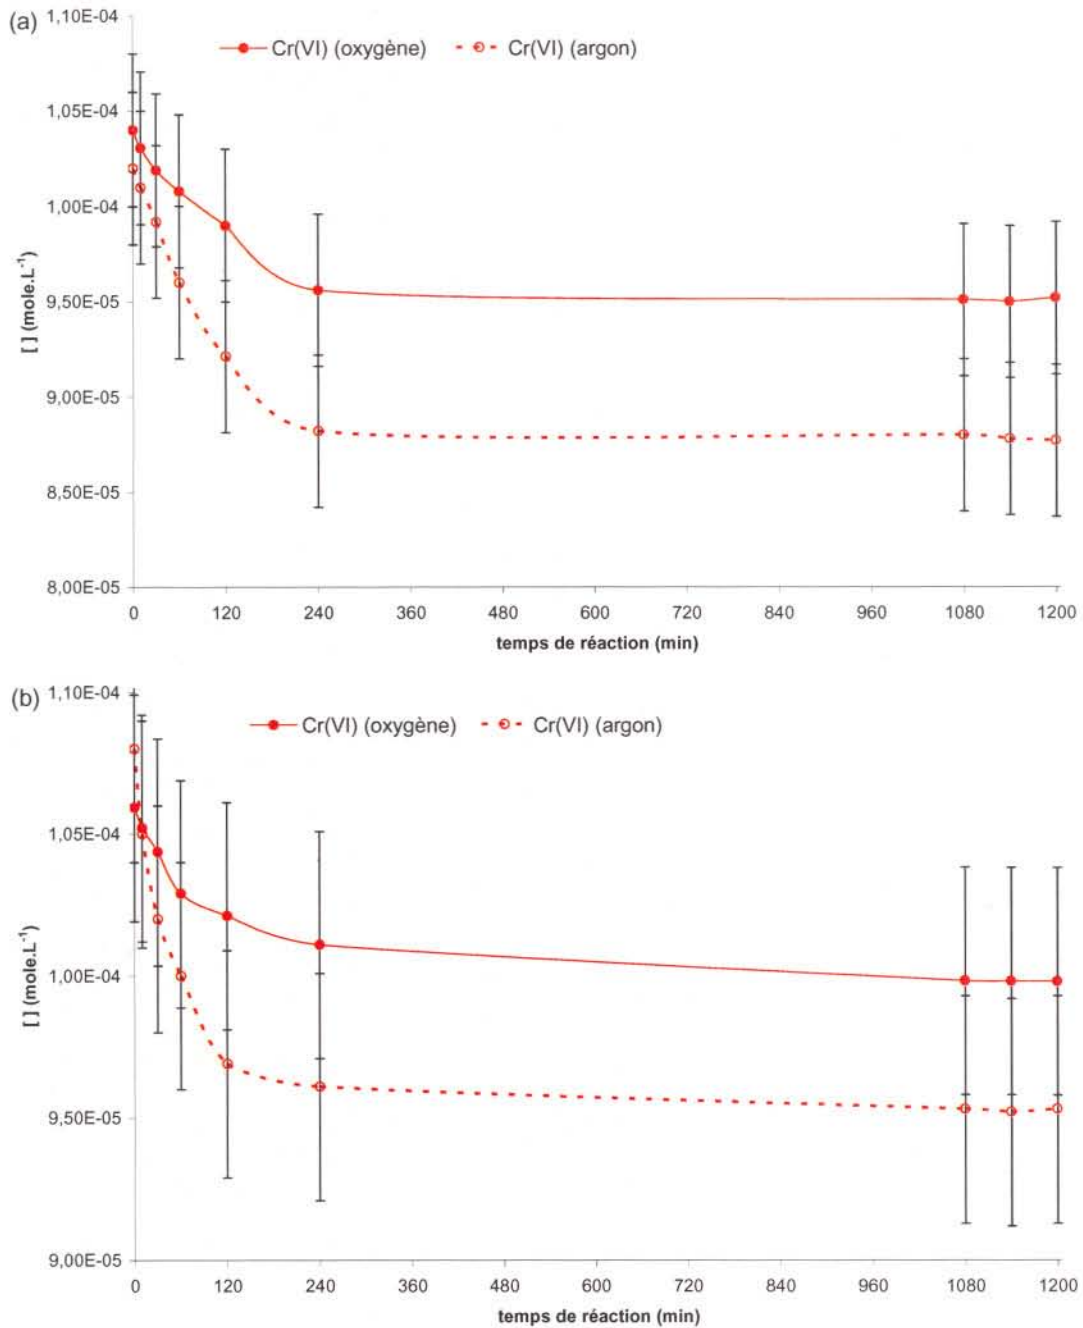 (a)
1,10E-04
Cr(VI) (oxygène) Cr(VI) (argon)
1,05E-04
1,00E-04
9,50E-05
9,00E-05
8,50E-05
8,00E-05
[ ] (mole.L-1)
0 120 240 360 480 600 720 840 960 1080 1200
temps de réaction (min)
(b)
1,10E-04
Cr(VI) (oxygène) Cr(VI) (argon)
1,05E-04
1,00E-04
9,50E-05
9,00E-05
[ ] (mole.L-1)
0 120 240 360 480 600 720 840 960 1080 1200
temps de réaction (min)